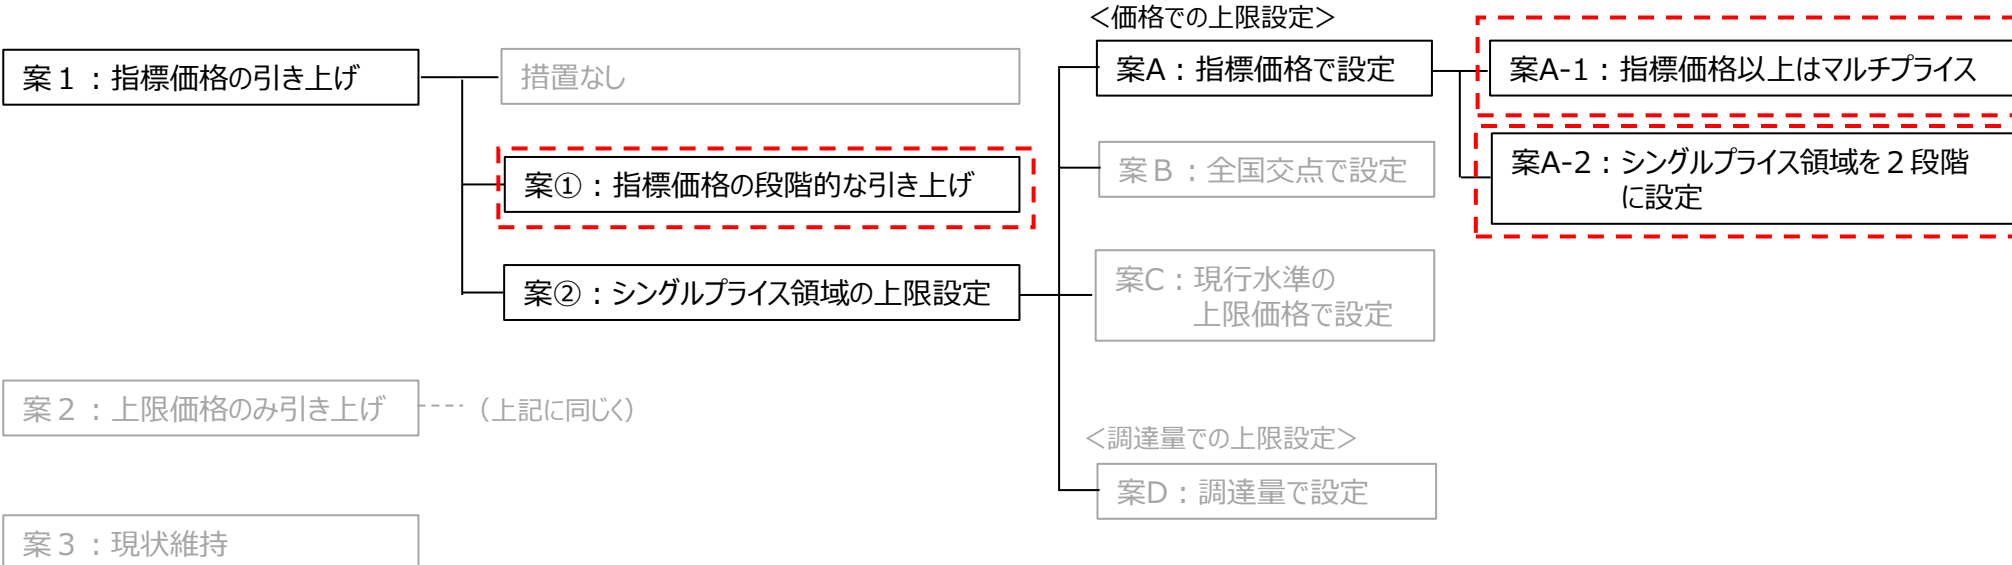 ＜価格での上限設定＞
案１：指標価格の引き上げ
措置なし
案A：指標価格で設定
案A-1：指標価格以上はマルチプライス
案①：指標価格の段階的な引き上げ
案Ｂ：全国交点で設定
案A-2：シングルプライス領域を２段階
に設定
案②：シングルプライス領域の上限設定
案C：現行水準の
上限価格で設定
案２：上限価格のみ引き上げ
（上記に同じく）
＜調達量での上限設定＞
案D：調達量で設定
案３：現状維持